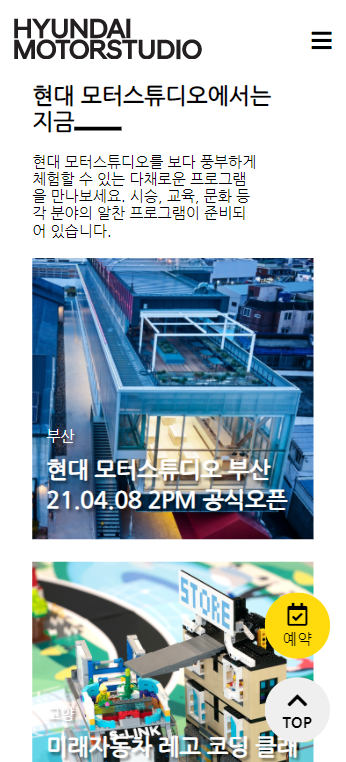 HYUNDAI
MOTORSTUDIO
현대 모터스튜디오에서는
지금
현대 모터스튜디오를 보다 풍부하게
체험할 수 있는 다채로운 프로그램
을 만나보세요. 시승, 교육, 문화 등
각 분야의 알찬 프로그램이 준비되
어 있습니다.
부산
현대 모터스튜디오 부산
21.04.08 2PM 공식오픈
STORE
예약
고양
S-LINK
TOP
미래자동차 레고 코딩 클래